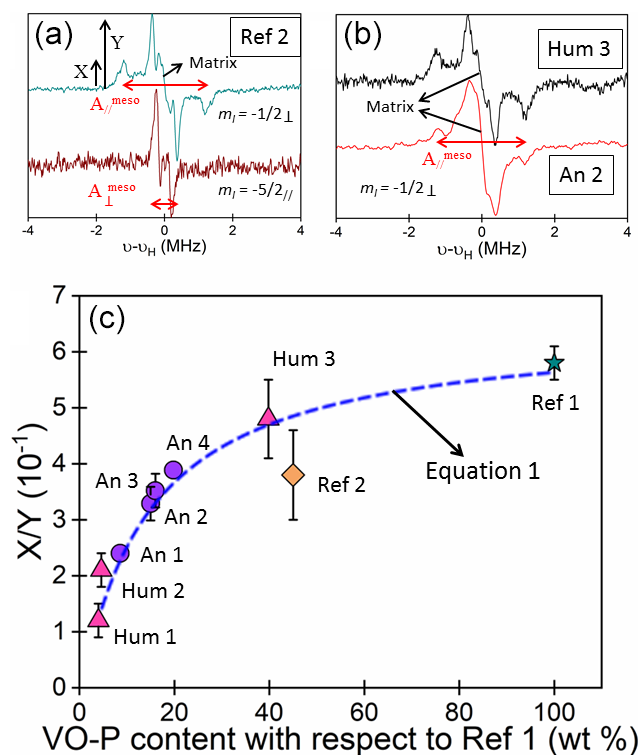 (a)
Ref 2
Y
X
Matrix
A//meso
mI = -1/2⊥
A⊥meso
mI = -5/2//
-4 -2 0 2 4
υ-υH (MHz)
(b)
Hum 3
Matrix
A//meso
mI = -1/2⊥
An 2
-4 -2 0 2 4
υ-υH (MHz)
(c)
7
6
5
4
3
2
1
0
X/Y (10-1)
Hum 3
Ref 1
An 4
An 3
Ref 2
Equation 1
An 2
An 1
Hum 2
Hum 1
0 20 40 60 80 100
VO-P content with respect to Ref 1 (wt %)